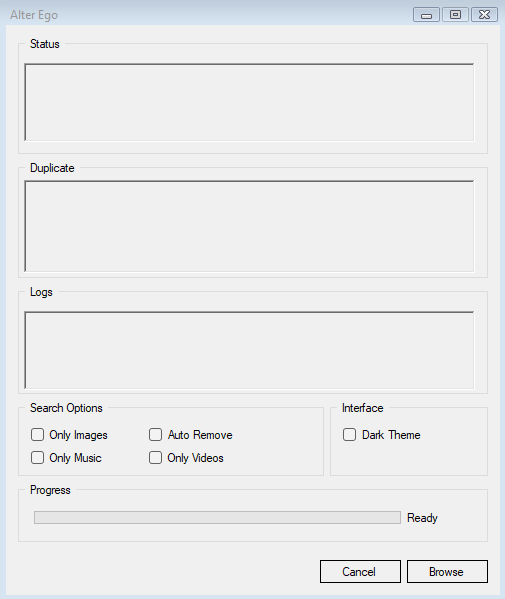 Alter Ego
Status
Duplicate
Logs
Search Options
Only Images
Auto Remove
Only Music
Only Videos
Interface
Dark Theme
Progress
Ready
Cancel
Browse